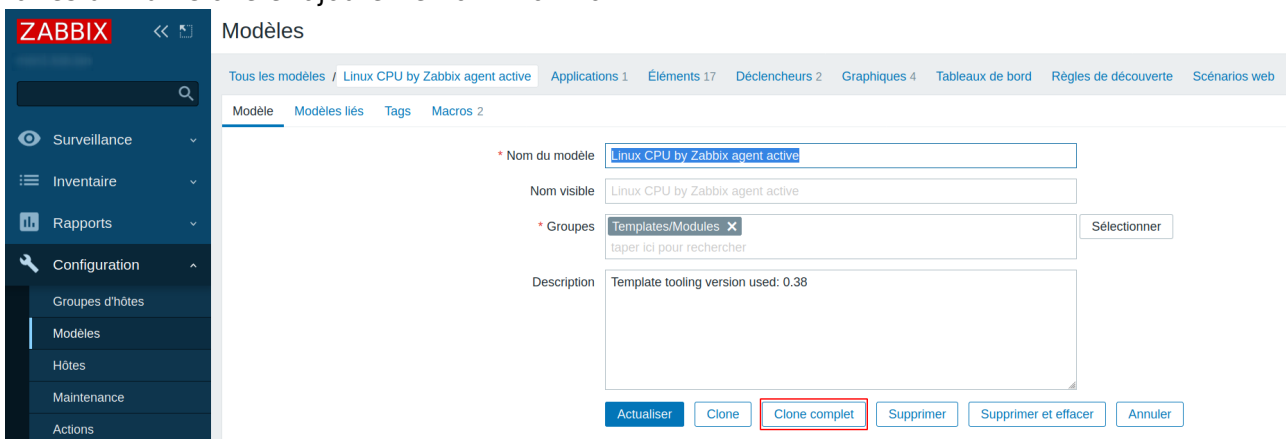 ZABBIX
Modèles
Tous les modèles / Linux CPU by Zabbix agent active Applications 1 Éléments 17 Déclencheurs 2 Graphiques 4 Tableaux de bord Règles de découverte Scénarios web
Modèle Modèles liés Tags Macros 2
Surveillance
Inventaire
Rapports
Configuration
Groupes d'hôtes
Modèles
Hôtes
Maintenance
Actions
* Nom du modèle Linux CPU by Zabbix agent active
Nom visible Linux CPU by Zabbix agent active
* Groupes Templates/Modules X Sélectionner
taper ici pour rechercher
Description Template tooling version used: 0.38
Actualiser Clone Clone complet Supprimer Supprimer et effacer Annuler